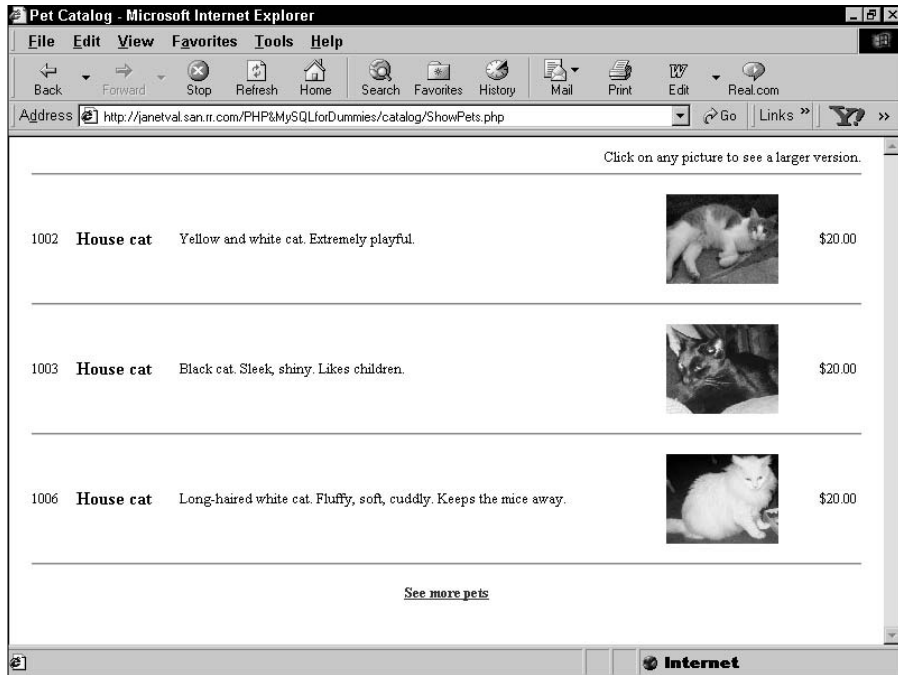 Pet Catalog - Microsoft Internet Explorer
File Edit View Favorites Tools Help
Back Forward Stop Refresh Home Search Favorites History Mail Print Edit Real.com
Address http://janetval.san.rr.com/PHP&MySQLforDummies/catalog/ShowPets.php Go Links » Y! »
Click on any picture to see a larger version.
1002 House cat Yellow and white cat. Extremely playful. $20.00
1003 House cat Black cat. Sleek, shiny. Likes children. $20.00
1006 House cat Long-haired white cat. Fluffy, soft, cuddly. Keeps the mice away. $20.00
See more pets
Internet